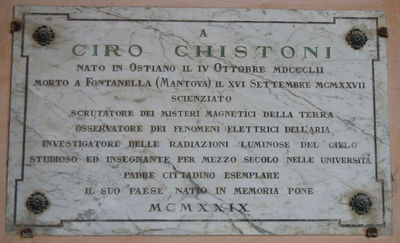 A
CIRO CHISTONI
NATO IN OSTIANO IL IV OTTOBRE MDCCCLII
MORTO A FONTANELLA (MANTOVA) IL XVI SETTEMBRE MCMXXVII
SCIENZIATO
SCRUTATORE DEI MISTERI MAGNETICI DELLA TERRA
OSSERVATORE DEI FENOMENI ELETTRICI DELL'ARIA
INVESTIGATORE DELLE RADIAZIONI LUMINOSE DEL CIELO
STUDIOSO ED INSEGNANTE PER MEZZO SECOLO NELLE UNIVERSITÀ
PADRE CITTADINO ESEMPLARE
IL SUO PAESE NATIO IN MEMORIA PONE
MCMXXIX